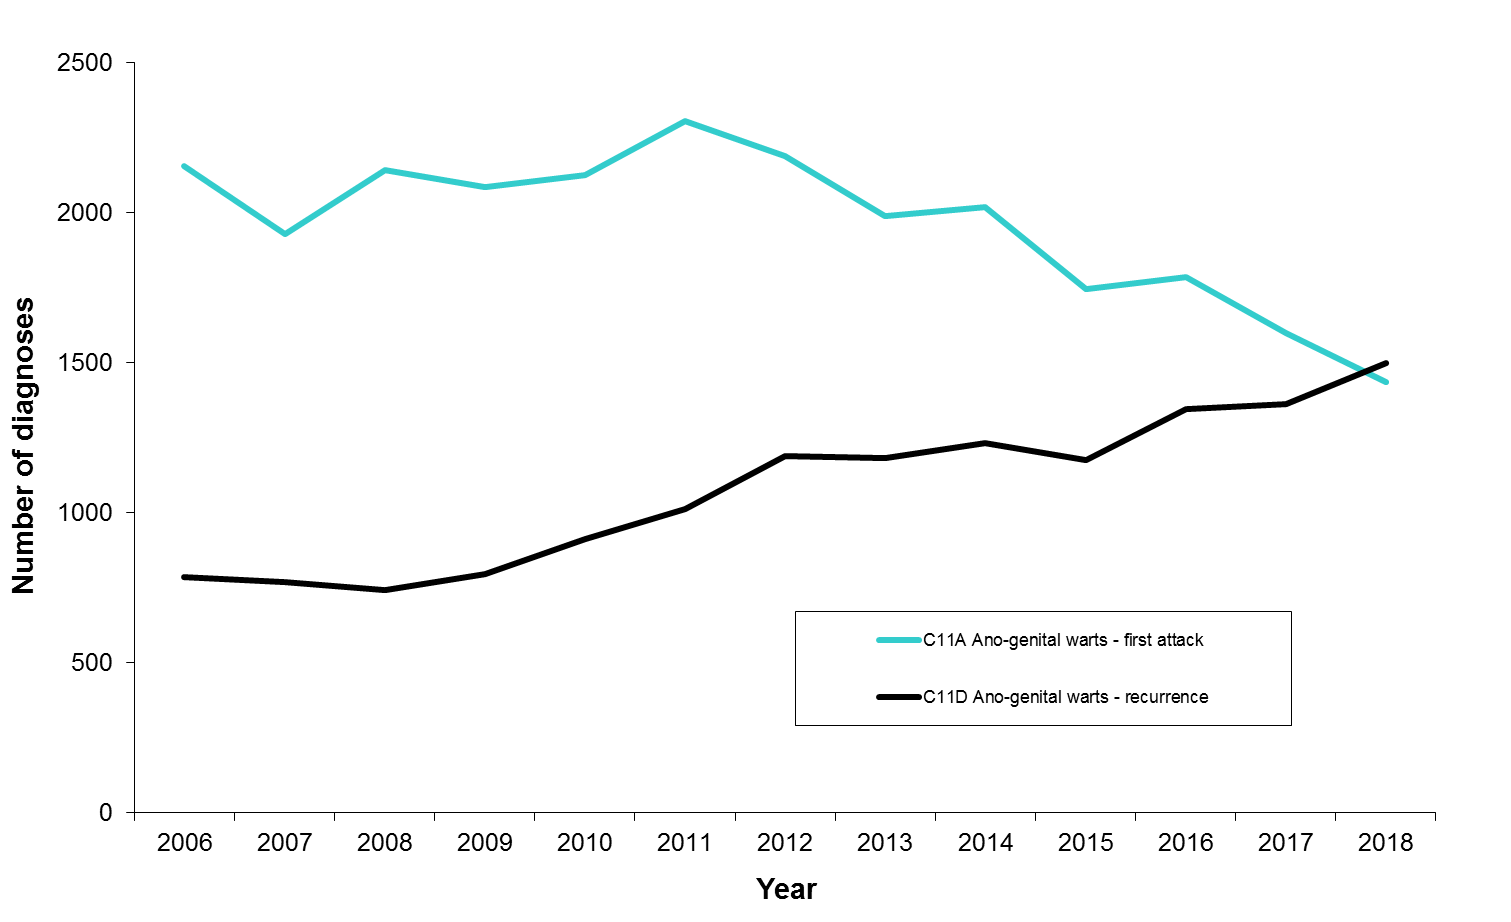 2500
2000
1500
1000
500
0
Number of diagnoses
C11A Ano-genital warts - first attack
C11D Ano-genital warts - recurrence
2006 2007 2008 2009 2010 2011 2012 2013 2014 2015 2016 2017 2018
Year